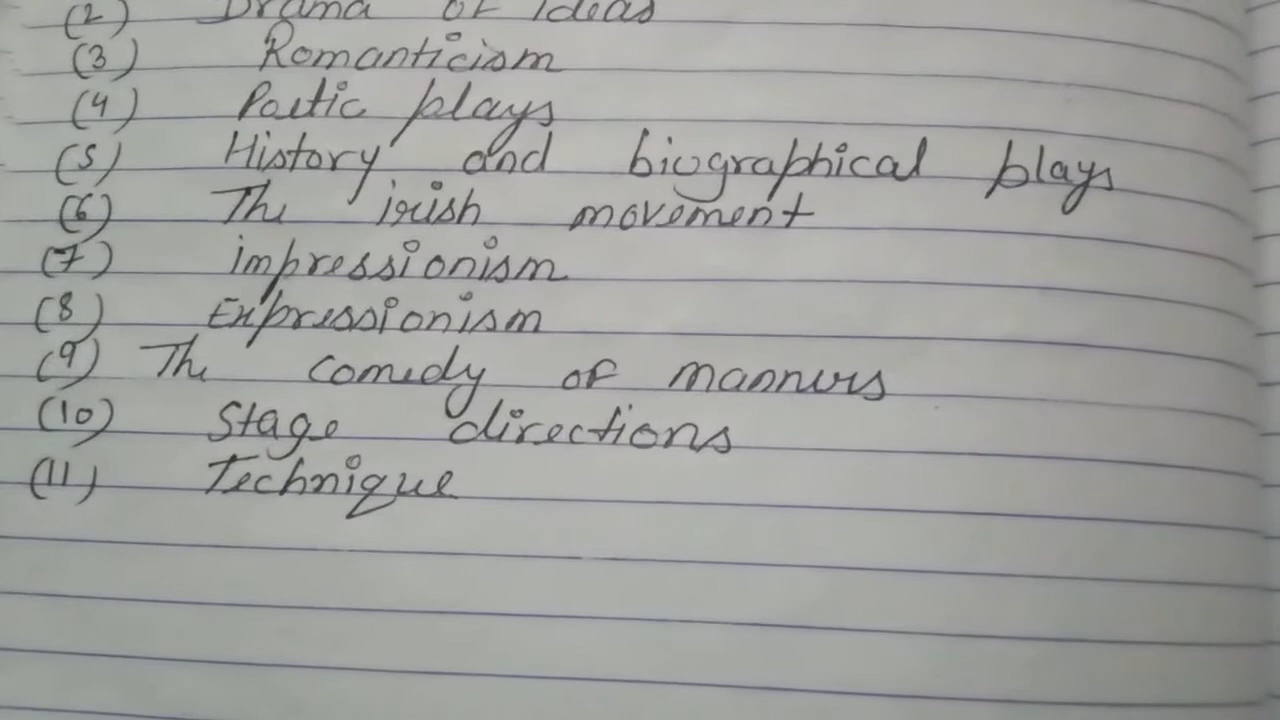 (2) Drama of Ideas
(3) Romanticism
(4) Poetic plays
(5) History and biographical plays
(6) The irish movement
(7) impressionism
(8) Expressionism
(9) The comedy of manners
(10) Stage directions
(11) Technique